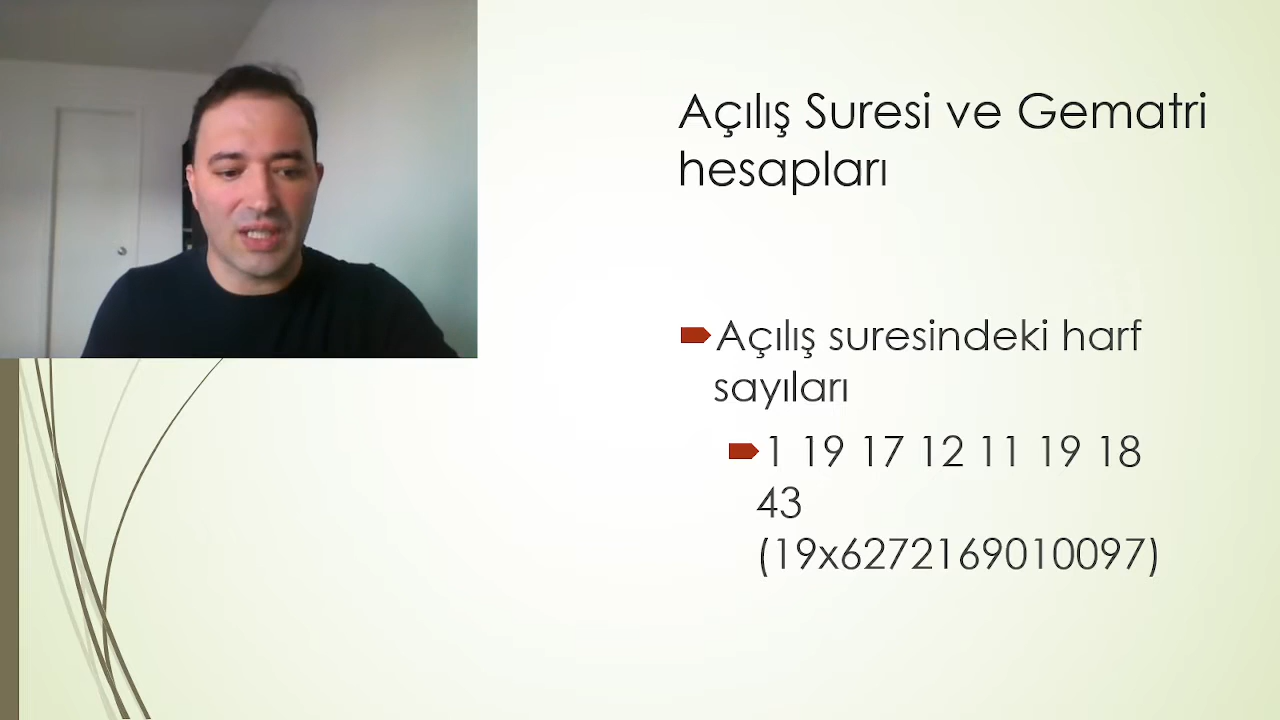 Açılış Suresi ve Gematri
hesapları
Açılış suresindeki harf
sayıları
1 19 17 12 11 19 18
43
(19x6272169010097)